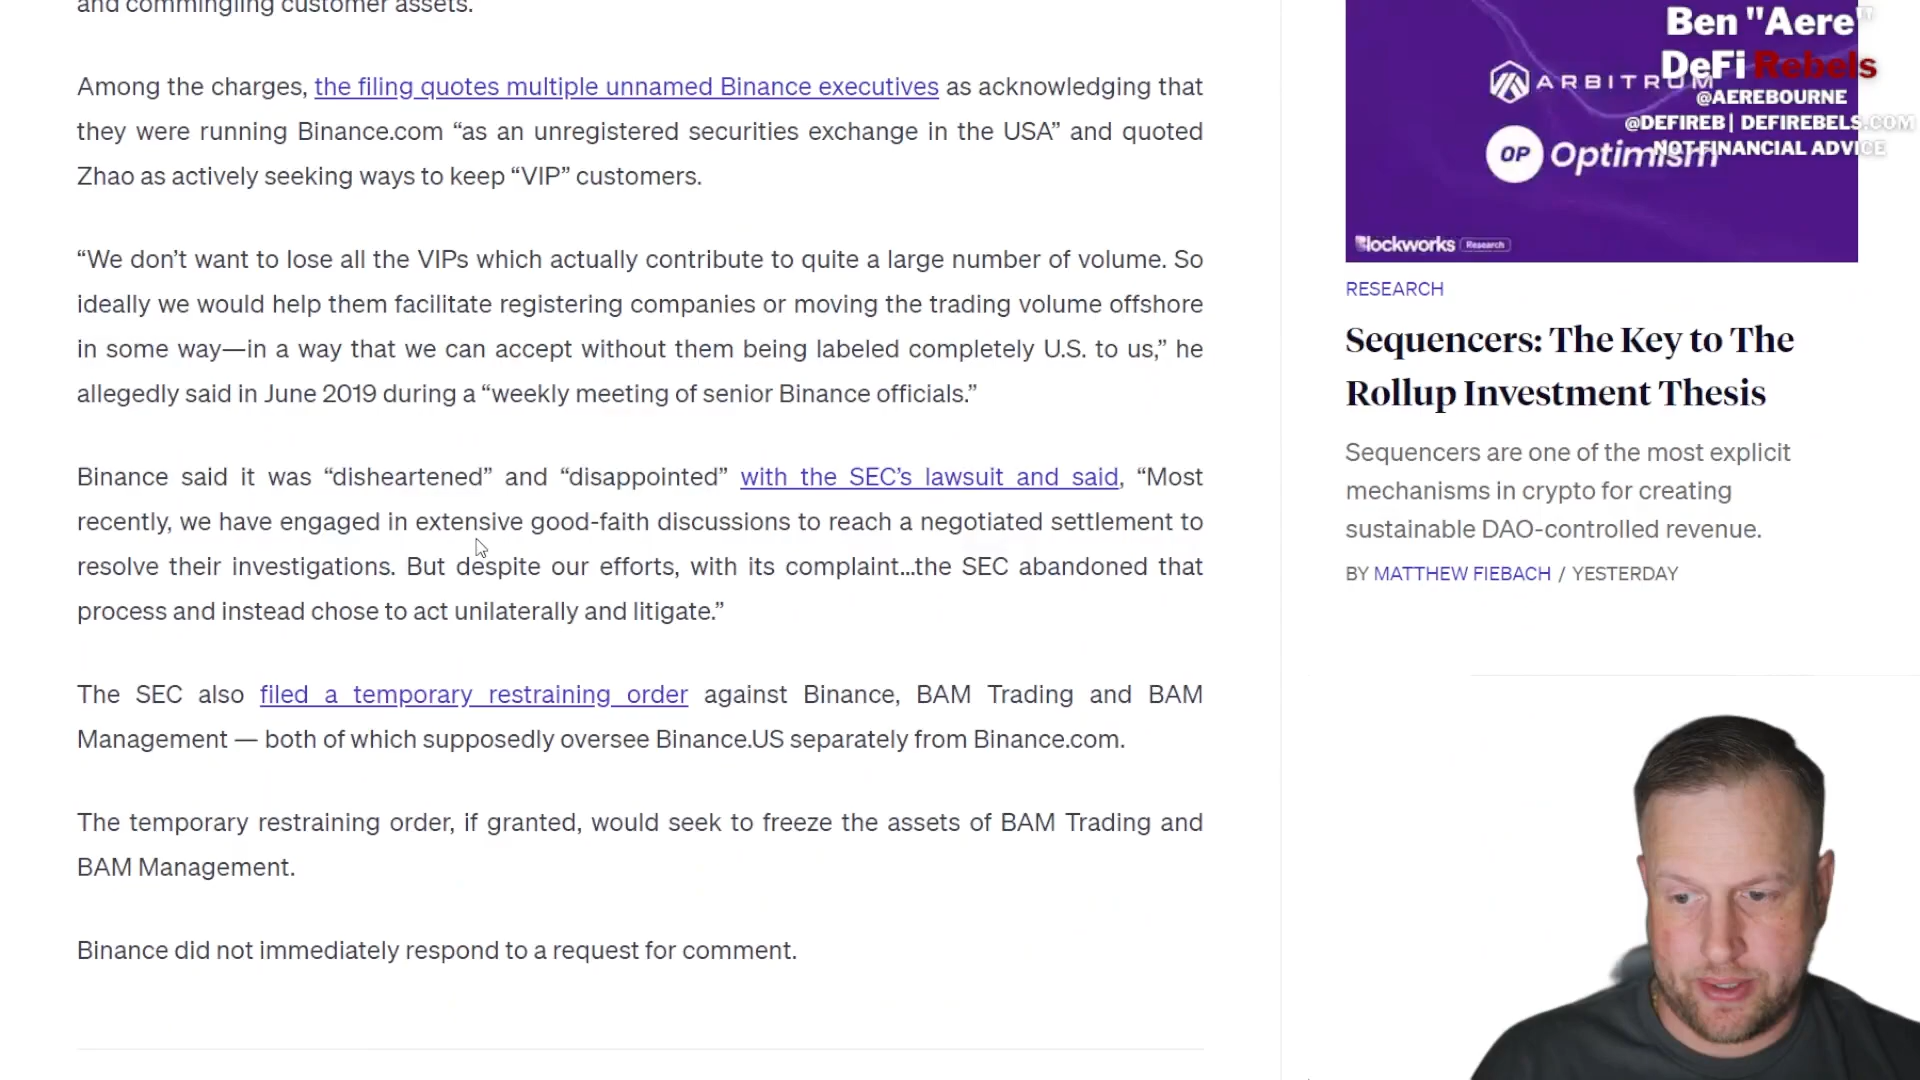 and commingling customer assets.
Among the charges, the filing quotes multiple unnamed Binance executives as acknowledging that
they were running Binance.com “as an unregistered securities exchange in the USA” and quoted
Zhao as actively seeking ways to keep “VIP” customers.
“We don’t want to lose all the VIPs which actually contribute to quite a large number of volume. So
ideally we would help them facilitate registering companies or moving the trading volume offshore
in some way—in a way that we can accept without them being labeled completely U.S. to us,” he
allegedly said in June 2019 during a “weekly meeting of senior Binance officials.”
Binance said it was “disheartened” and “disappointed” with the SEC’s lawsuit and said, “Most
recently, we have engaged in extensive good-faith discussions to reach a negotiated settlement to
resolve their investigations. But despite our efforts, with its complaint…the SEC abandoned that
process and instead chose to act unilaterally and litigate.”
The SEC also filed a temporary restraining order against Binance, BAM Trading and BAM
Management — both of which supposedly oversee Binance.US separately from Binance.com.
The temporary restraining order, if granted, would seek to freeze the assets of BAM Trading and
BAM Management.
Binance did not immediately respond to a request for comment.
Ben "Aere"
DeFi Rebels
@AEREBOURNE
@DEFIREB | DEFIREBELS.COM
NOT FINANCIAL ADVICE
ARBITRUM
OP Optimism
Blockworks Research
RESEARCH
Sequencers: The Key to The
Rollup Investment Thesis
Sequencers are one of the most explicit
mechanisms in crypto for creating
sustainable DAO-controlled revenue.
BY MATTHEW FIEBACH / YESTERDAY